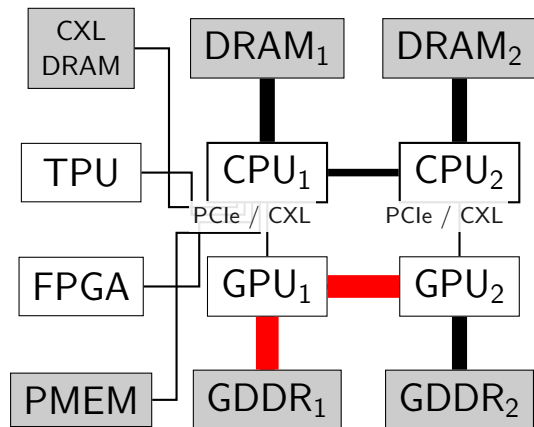 CXL
DRAM
DRAM₁
DRAM₂
TPU
CPU₁
CPU₂
PCIe / CXL
PCIe / CXL
FPGA
GPU₁
GPU₂
PMEM
GDDR₁
GDDR₂